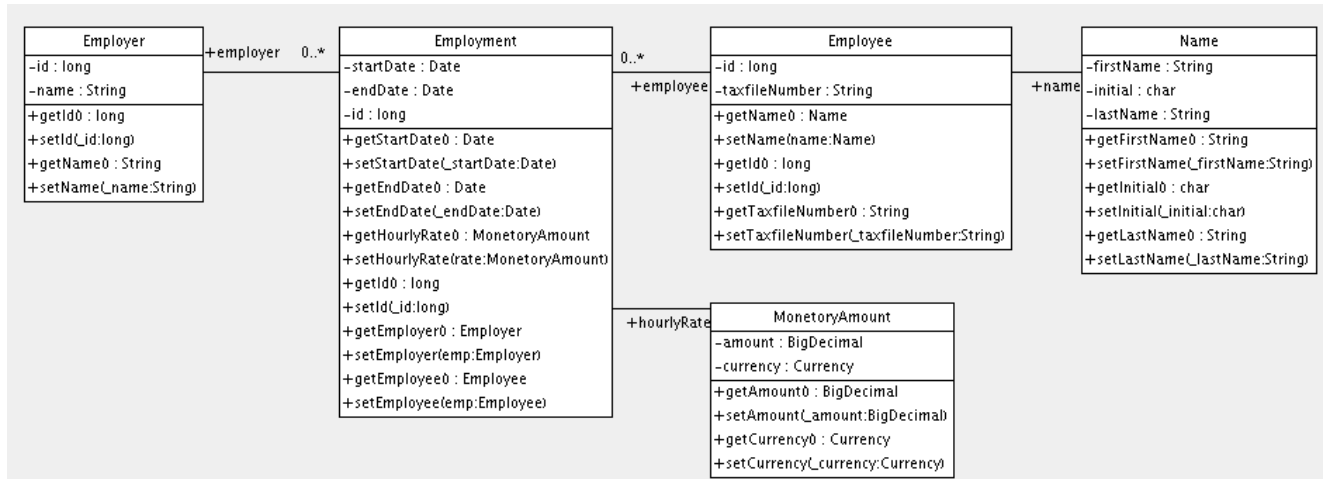 Employer
-id : long
-name : String
+getId() : long
+setId(_id:long)
+getName() : String
+setName(_name:String)
+employer
0..*
Employment
-startDate : Date
-endDate : Date
-id : long
+getStartDate() : Date
+setStartDate(_startDate:Date)
+getEndDate() : Date
+setEndDate(_endDate:Date)
+getHourlyRate() : MonetoryAmount
+setHourlyRate(rate:MonetoryAmount)
+getId() : long
+setId(_id:long)
+getEmployer() : Employer
+setEmployer(emp:Employer)
+getEmployee() : Employee
+setEmployee(emp:Employee)
0..*
+employee
Employee
-id : long
-taxfileNumber : String
+getName() : Name
+setName(name:Name)
+getId() : long
+setId(_id:long)
+getTaxfileNumber() : String
+setTaxfileNumber(_taxfileNumber:String)
+name
Name
-firstName : String
-initial : char
-lastName : String
+getFirstName() : String
+setFirstName(_firstName:String)
+getInitial() : char
+setInitial(_initial:char)
+getLastName() : String
+setLastName(_lastName:String)
+hourlyRate
MonetoryAmount
-amount : BigDecimal
-currency : Currency
+getAmount() : BigDecimal
+setAmount(_amount:BigDecimal)
+getCurrency() : Currency
+setCurrency(_currency:Currency)